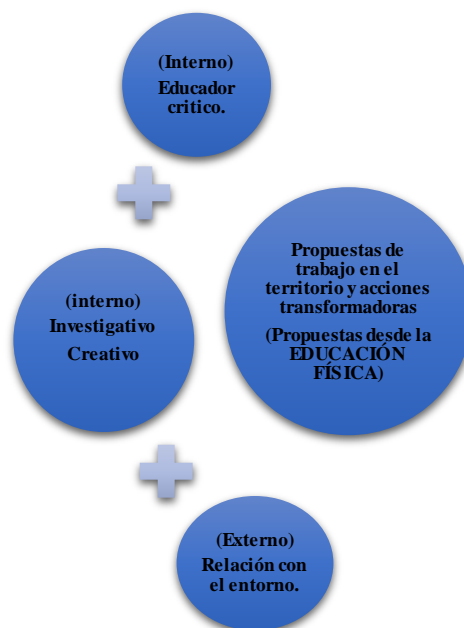 (Interno)
Educador
critico.
(interno)
Investigativo
Creativo
Propuestas de
trabajo en el
territorio y acciones
transformadoras
(Propuestas desde la
EDUCACIÓN
FÍSICA)
(Externo)
Relación con
el entorno.